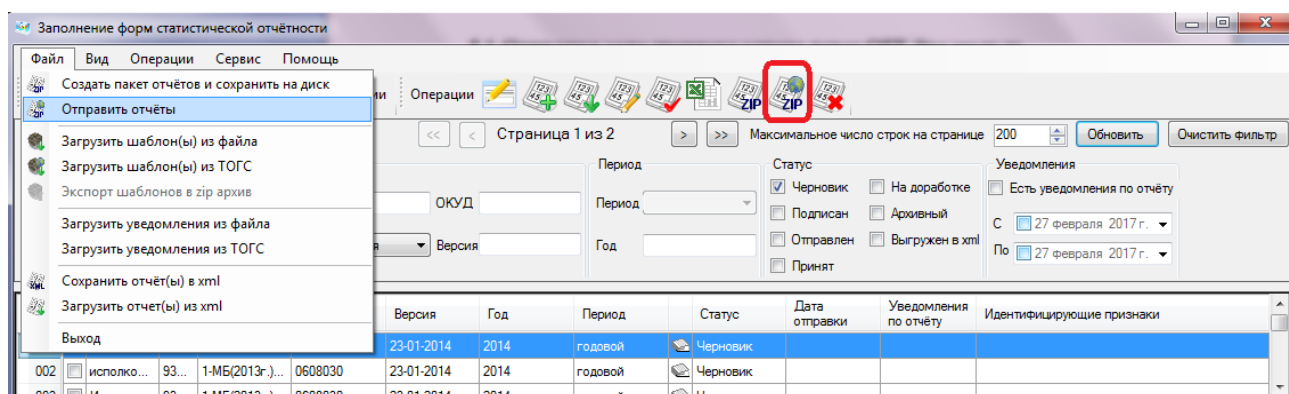 Заполнение форм статистической отчётности
Файл Вид Операции Сервис Помощь
Создать пакет отчётов и сохранить на диск
Отправить отчёты
Загрузить шаблон(ы) из файла
Загрузить шаблон(ы) из ТОГС
Экспорт шаблонов в zip архив
Загрузить уведомления из файла
Загрузить уведомления из ТОГС
Сохранить отчёт(ы) в xml
Загрузить отчет(ы) из xml
Выход
Операции ZIP ZIP
<< < Страница 1 из 2 > >> Максимальное число строк на странице 200 Обновить Очистить фильтр
Период Статус Уведомления
ОКУД Период Черновик На доработке Есть уведомления по отчёту
Подписан Архивный
С 27 февраля 2017 г.
Версия Год Отправлен Выгружен в xml
По 27 февраля 2017 г.
Принят
Версия Год Период Статус Дата отправки Уведомления по отчёту Идентифицирующие признаки
23-01-2014 2014 годовой Черновик
002 исполко... 93... 1-МБ(2013г.)... 0608030 23-01-2014 2014 годовой Черновик